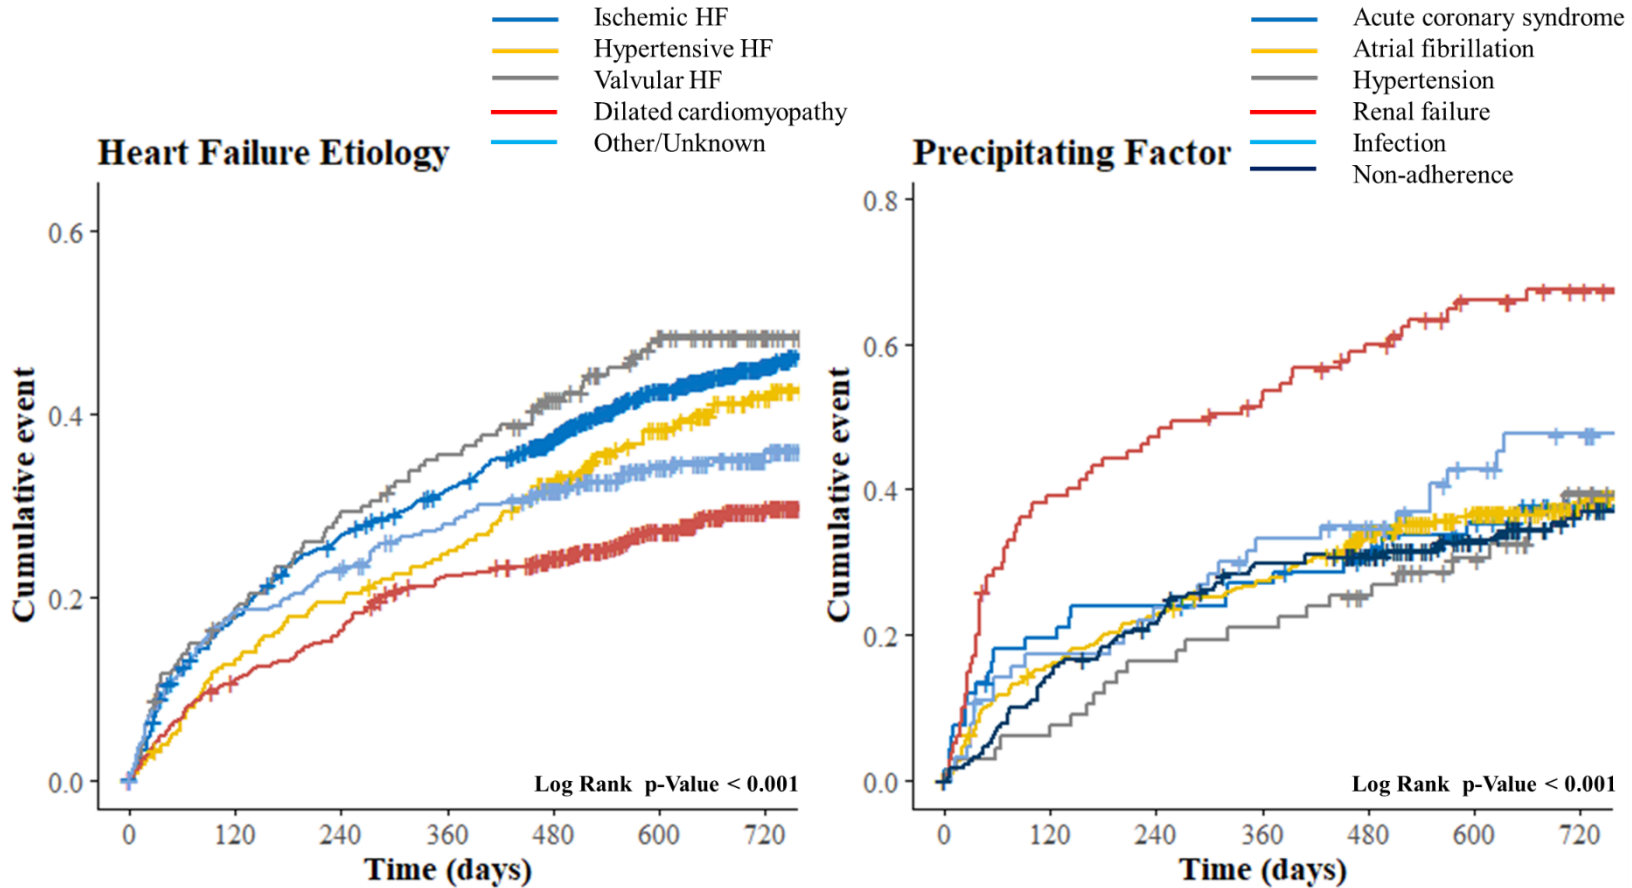 Ischemic HF
Hypertensive HF
Valvular HF
Dilated cardiomyopathy
Other/Unknown
Heart Failure Etiology
Cumulative event
0.6
0.4
0.2
0.0
Log Rank p-Value < 0.001
0 120 240 360 480 600 720
Time (days)
Acute coronary syndrome
Atrial fibrillation
Hypertension
Renal failure
Infection
Non-adherence
Precipitating Factor
Cumulative event
0.8
0.6
0.4
0.2
0.0
Log Rank p-Value < 0.001
0 120 240 360 480 600 720
Time (days)